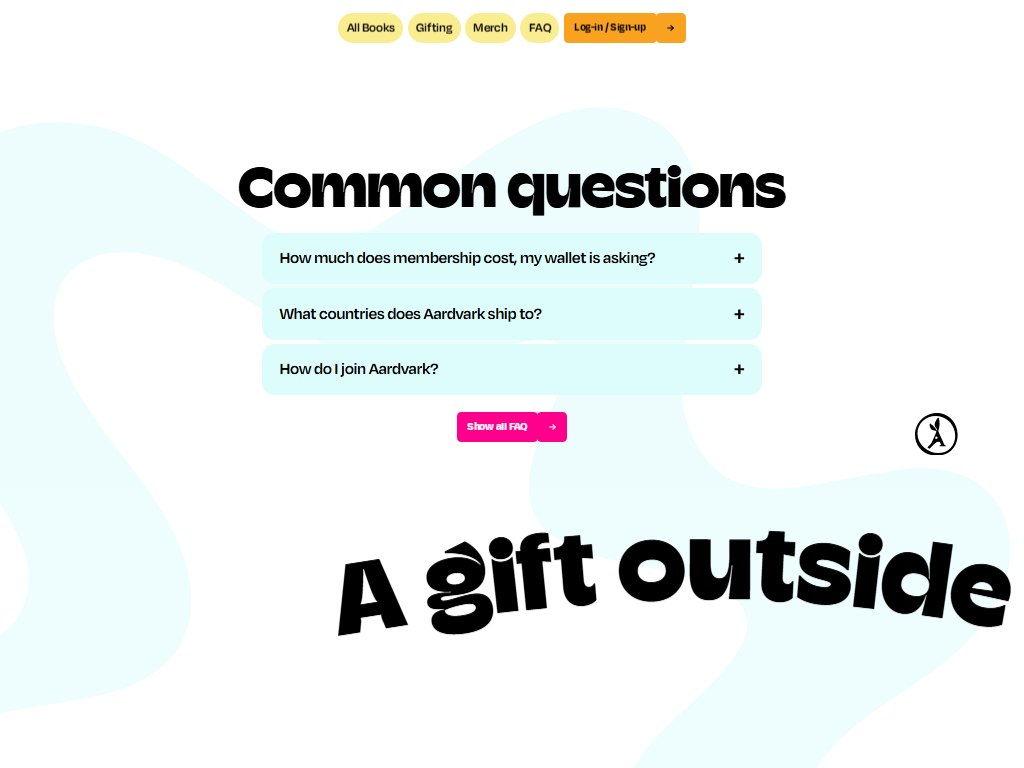 All Books Gifting Merch FAQ Log-in / Sign-up →
Common questions
How much does membership cost, my wallet is asking? +
What countries does Aardvark ship to? +
How do I join Aardvark? +
Show all FAQ →
A
A gift outside